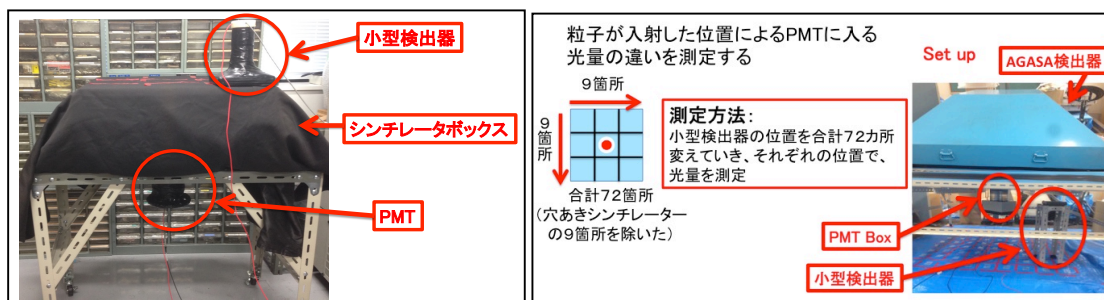 小型検出器
シンチレータボックス
PMT
粒子が入射した位置によるPMTに入る
光量の違いを測定する
9箇所
9箇所
合計72箇所
(穴あきシンチレーター
の9箇所を除いた)
測定方法:
小型検出器の位置を合計72カ所
変えていき、それぞれの位置で、
光量を測定
Set up
AGASA検出器
PMT Box
小型検出器